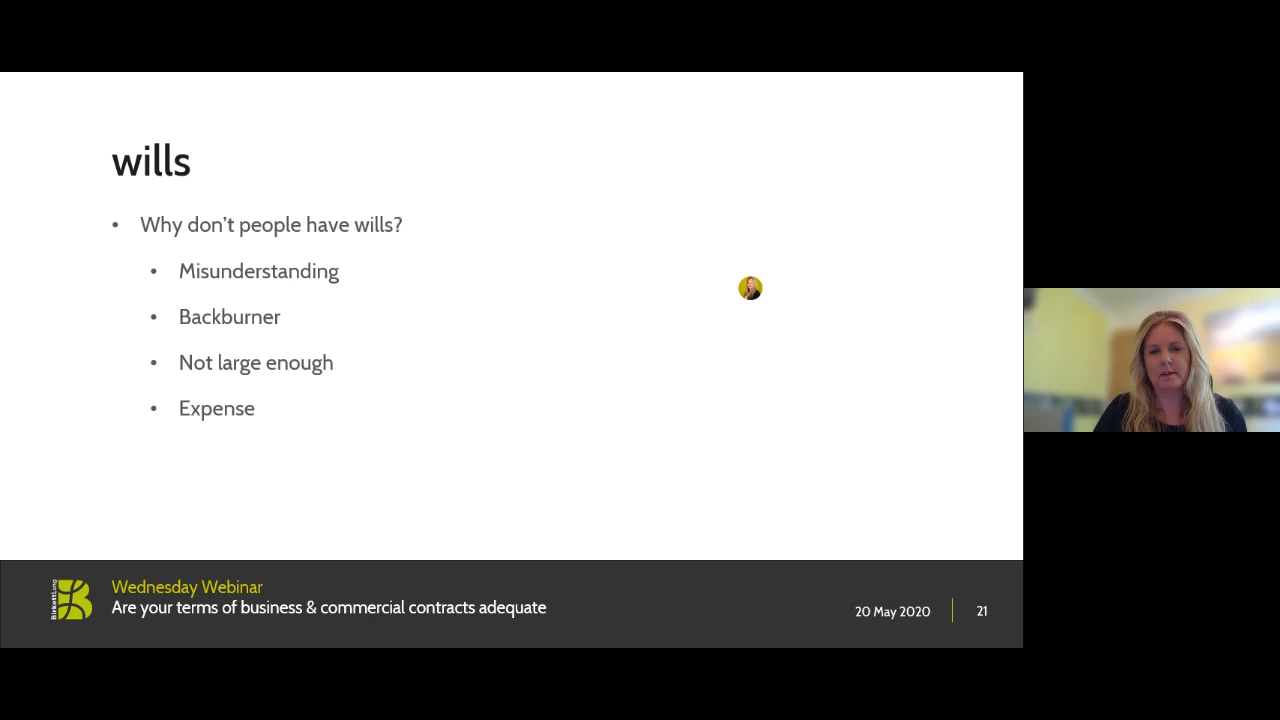 wills
• Why don't people have wills?
• Misunderstanding
• Backburner
• Not large enough
• Expense
BirkettLong
Wednesday Webinar
Are your terms of business & commercial contracts adequate
20 May 2020
21